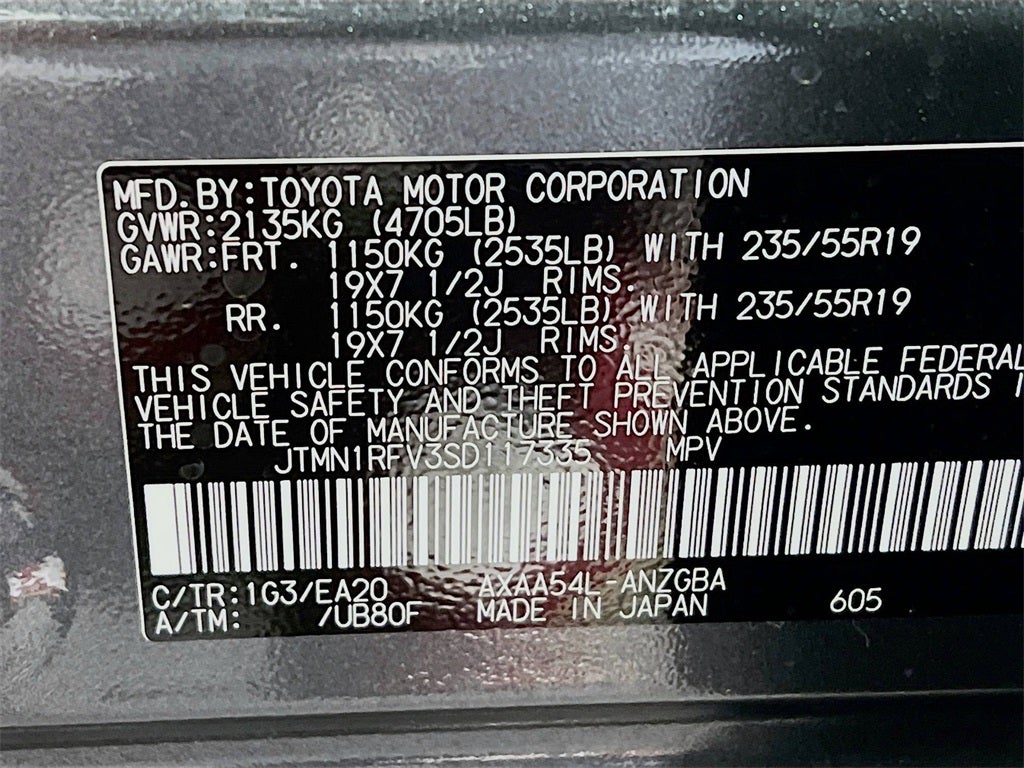 MFD.BY:TOYOTA MOTOR CORPORATION
GVWR:2135KG (4705LB)
GAWR:FRT. 1150KG (2535LB) WITH 235/55R19
19X7 1/2J RIMS.
RR. 1150KG (2535LB) WITH 235/55R19
19X7 1/2J RIMS.
THIS VEHICLE CONFORMS TO ALL APPLICABLE FEDERAL
VEHICLE SAFETY AND THEFT PREVENTION STANDARDS
THE DATE OF MANUFACTURE SHOWN ABOVE.
JTMN1RFV3SD117335 MPV
C/TR:1G3/EA20 AXAA54L-ANZGBA
A/TM: /UB80F MADE IN JAPAN 605